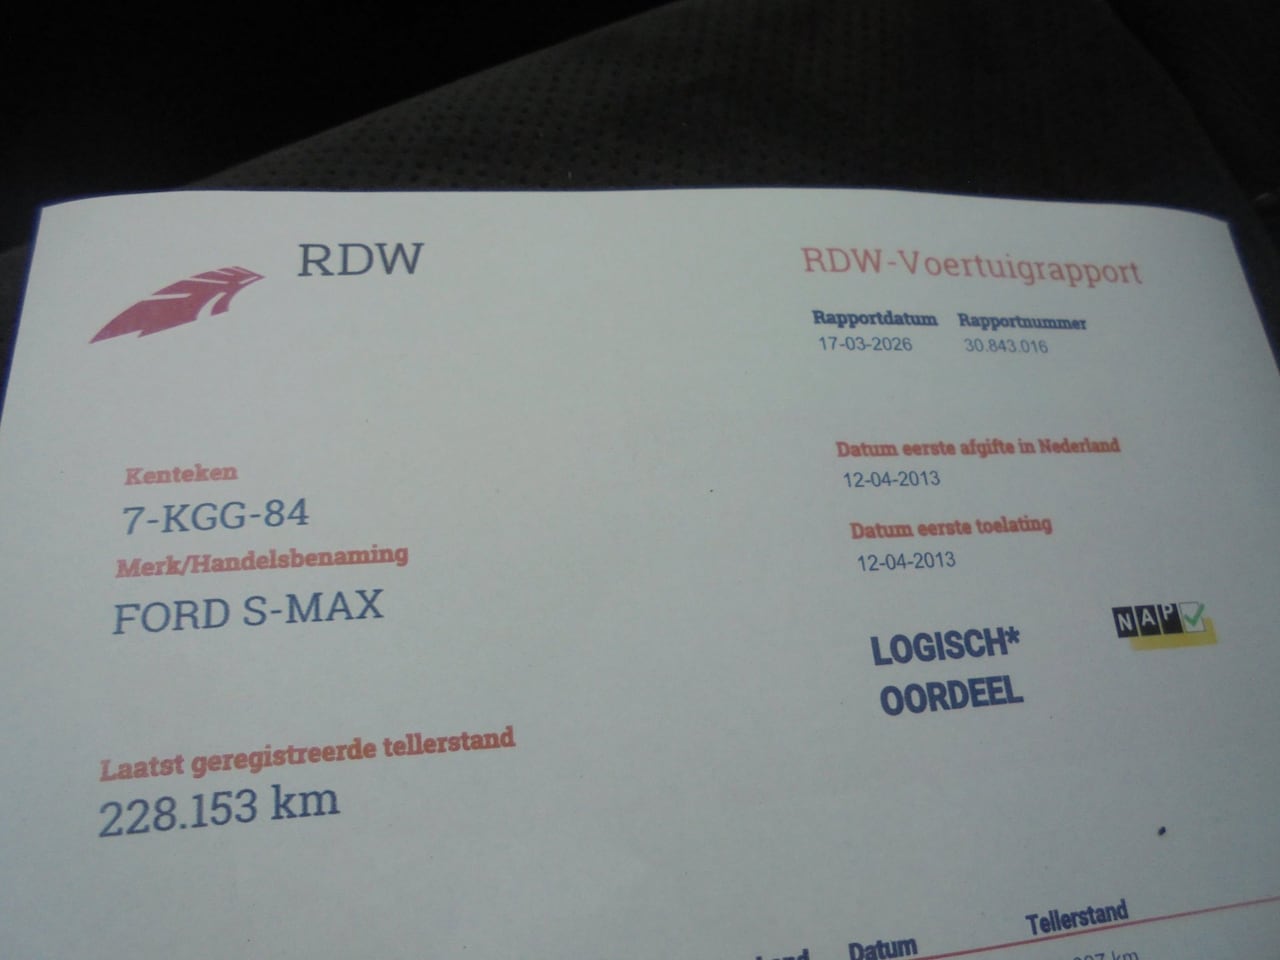 RDW
RDW-Voertuigrapport
Rapportdatum Rapportnummer
17-03-2026 30.843.016
Kenteken
7-KGG-84
Merk/Handelsbenaming
FORD S-MAX
Datum eerste afgifte in Nederland
12-04-2013
Datum eerste toelating
12-04-2013
LOGISCH*
OORDEEL
NAP
Laatst geregistreerde tellerstand
228.153 km
Datum Tellerstand
km